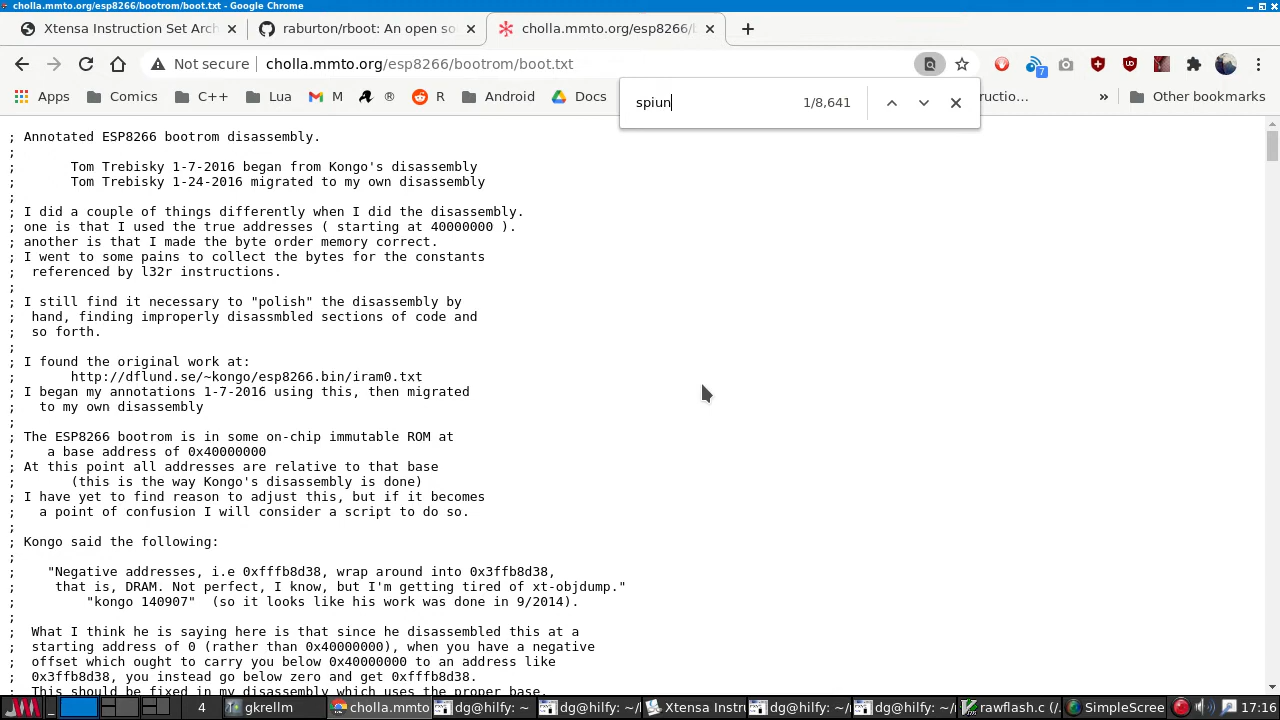 cholla.mmto.org/esp8266/bootrom/boot.txt - Google Chrome
Xtensa Instruction Set Arch
raburton/rboot: An open so
cholla.mmto.org/esp8266/b
Not secure
cholla.mmto.org/esp8266/bootrom/boot.txt
7
Apps
Comics
C++
Lua
M
®
R
Docs
Other bookmarks
spiun
1/8,641
; Annotated ESP8266 bootrom disassembly.
;
;       Tom Trebisky 1-7-2016 began from Kongo's disassembly
;       Tom Trebisky 1-24-2016 migrated to my own disassembly
;
; I did a couple of things differently when I did the disassembly.
; one is that I used the true addresses ( starting at 40000000 ).
; another is that I made the byte order memory correct.
; I went to some pains to collect the bytes for the constants
;  referenced by l32r instructions.
;
; I still find it necessary to "polish" the disassembly by
;  hand, finding improperly disassmbled sections of code and
;  so forth.
;
; I found the original work at:
;       http://dflund.se/~kongo/esp8266.bin/iram0.txt
; I began my annotations 1-7-2016 using this, then migrated
;   to my own disassembly
;
; The ESP8266 bootrom is in some on-chip immutable ROM at
;    a base address of 0x40000000
; At this point all addresses are relative to that base
;       (this is the way Kongo's disassembly is done)
; I have yet to find reason to adjust this, but if it becomes
;   a point of confusion I will consider a script to do so.
;
; Kongo said the following:
;
;    "Negative addresses, i.e 0xfffb8d38, wrap around into 0x3ffb8d38,
;     that is, DRAM. Not perfect, I know, but I'm getting tired of xt-objdump."
;         "kongo 140907"  (so it looks like his work was done in 9/2014).
;
;  What I think he is saying here is that since he disassembled this at a
;  starting address of 0 (rather than 0x40000000), when you have a negative
;  offset which ought to carry you below 0x40000000 to an address like
;  0x3ffb8d38, you instead go below zero and get 0xfffb8d38.
;  This should be fixed in my disassembly which uses the proper base.
4
gkrellm
cholla.mmto
dg@hilfy: ~
dg@hilfy: ~/
Xtensa Instr
dg@hilfy: ~/
dg@hilfy: ~/
rawflash.c (/
SimpleScree
17:16